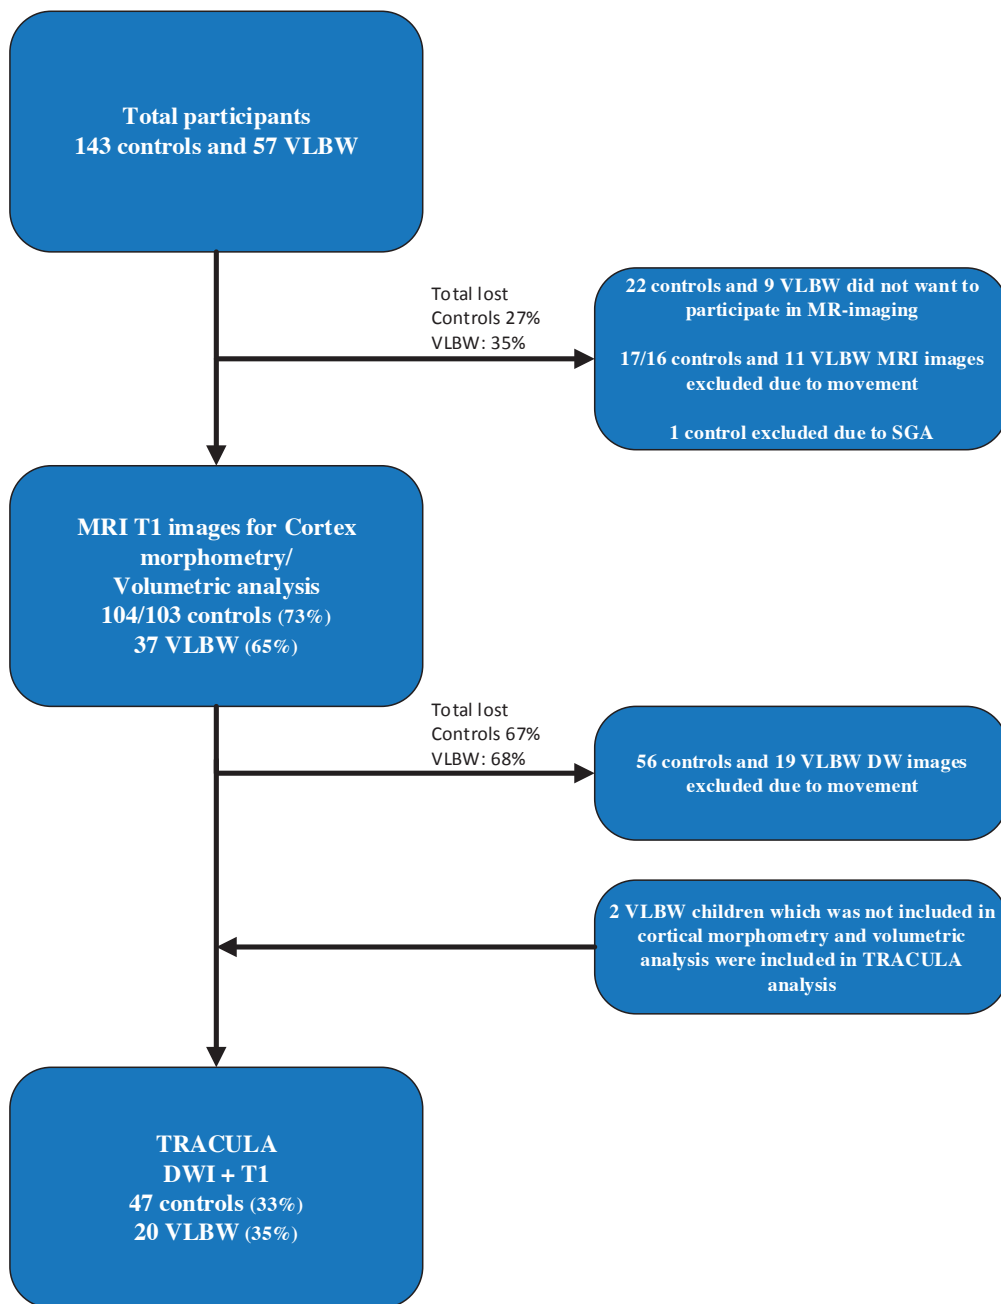 Total participants
143 controls and 57 VLBW
Total lost
Controls 27%
VLBW: 35%
22 controls and 9 VLBW did not want to
participate in MR-imaging
17/16 controls and 11 VLBW MRI images
excluded due to movement
1 control excluded due to SGA
MRI T1 images for Cortex
morphometry/
Volumetric analysis
104/103 controls (73%)
37 VLBW (65%)
Total lost
Controls 67%
VLBW: 68%
56 controls and 19 VLBW DW images
excluded due to movement
2 VLBW children which was not included in
cortical morphometry and volumetric
analysis were included in TRACULA
analysis
TRACULA
DWI + T1
47 controls (33%)
20 VLBW (35%)